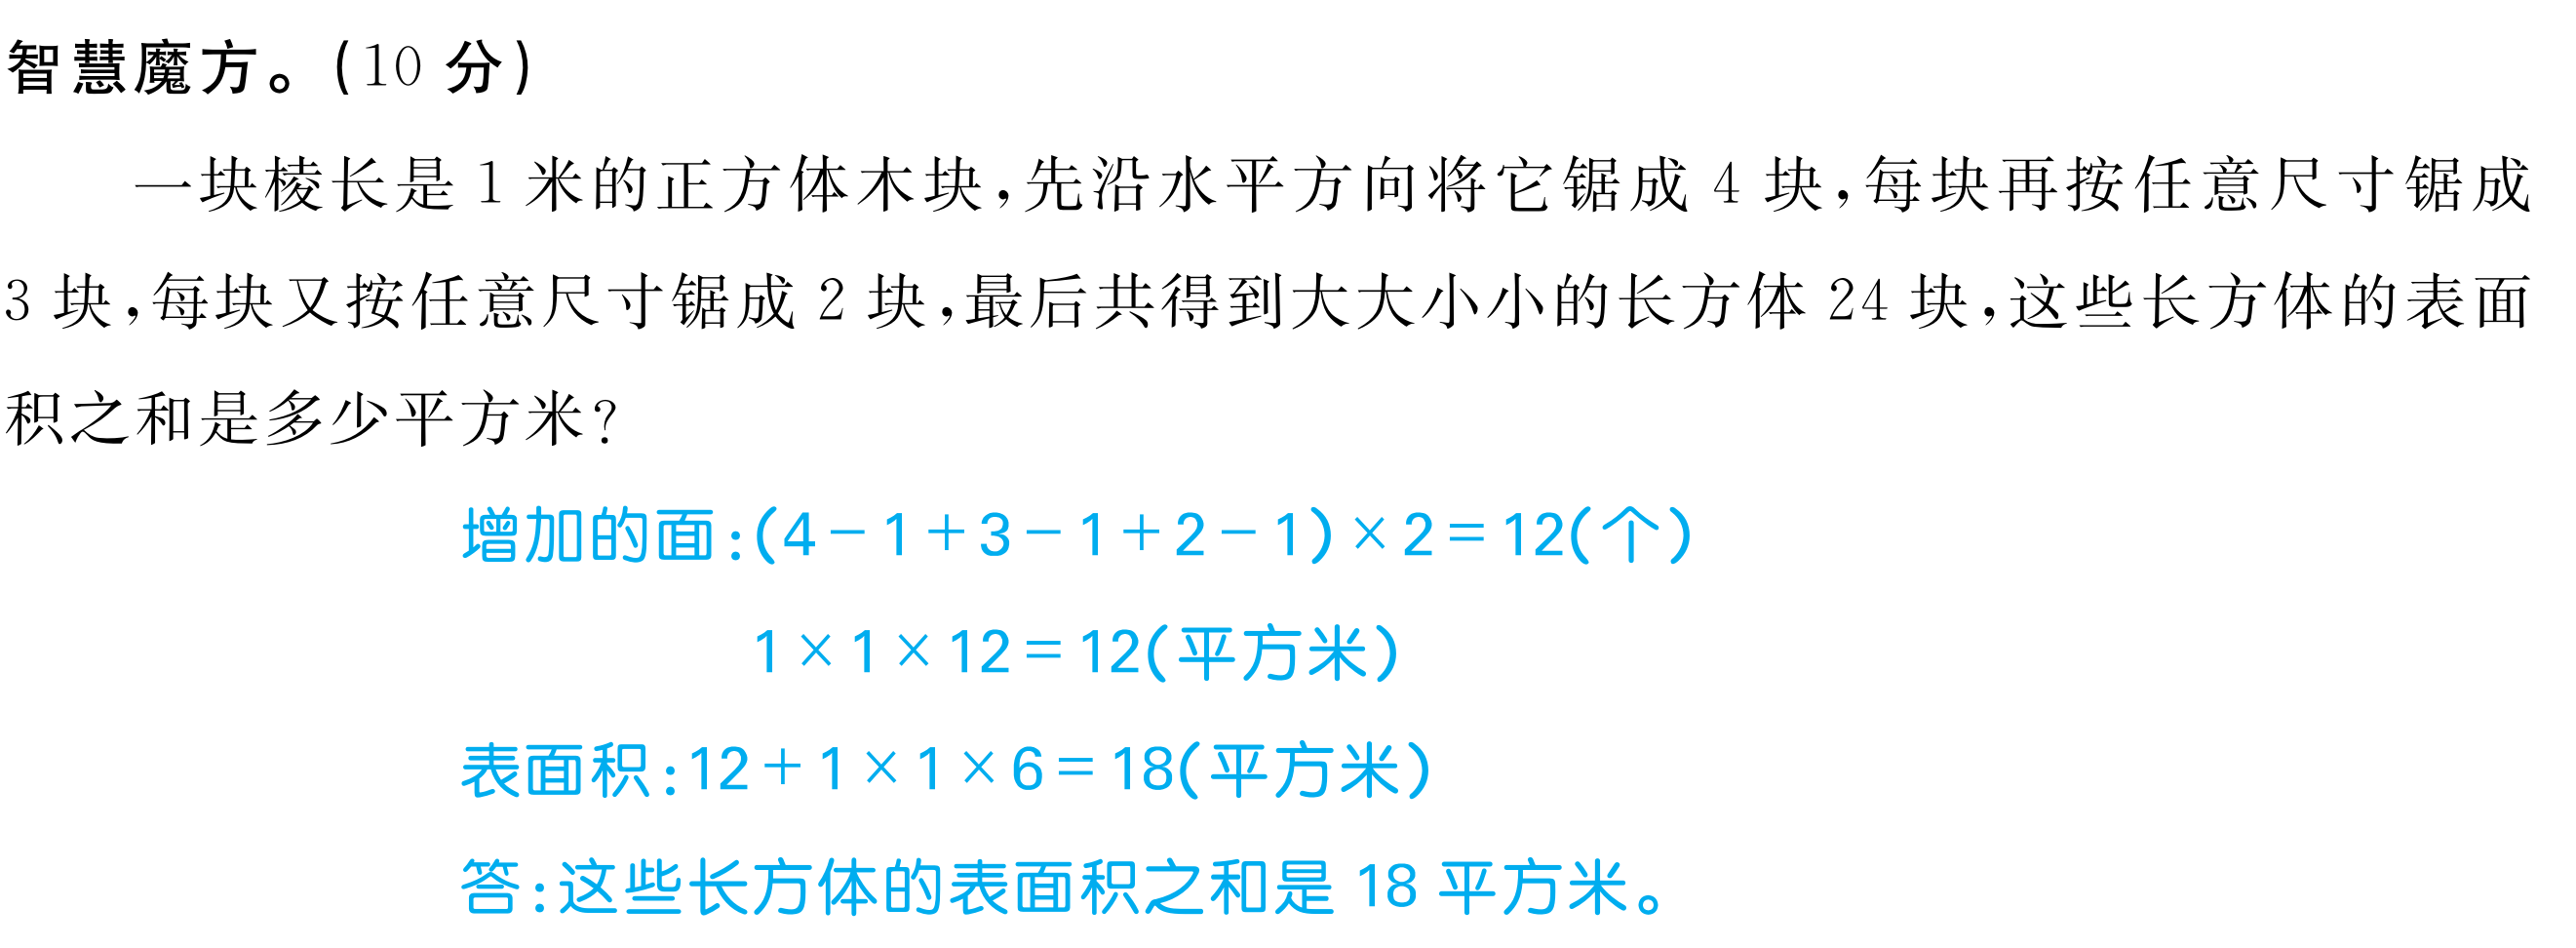 智慧魔方。(10 分)
一块棱长是 1 米的正方体木块,先沿水平方向将它锯成 4 块,每块再按任意尺寸锯成
3 块,每块又按任意尺寸锯成 2 块,最后共得到大大小小的长方体 24 块,这些长方体的表面
积之和是多少平方米?
增加的面:(4-1+3-1+2-1)×2=12(个)
1×1×12=12(平方米)
表面积:12+1×1×6=18(平方米)
答:这些长方体的表面积之和是 18 平方米。